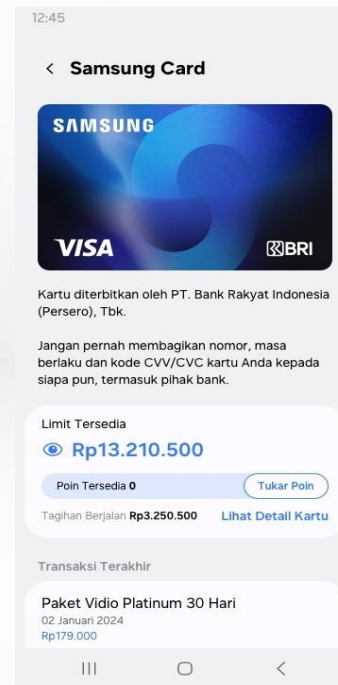 12:45
< Samsung Card
SAMSUNG
VISA
BRI
Kartu diterbitkan oleh PT. Bank Rakyat Indonesia
(Persero), Tbk.
Jangan pernah membagikan nomor, masa
berlaku dan kode CVV/CVC kartu Anda kepada
siapa pun, termasuk pihak bank.
Limit Tersedia
Rp13.210.500
Poin Tersedia 0
Tukar Poin
Tagihan Berjalan Rp3.250.500
Lihat Detail Kartu
Transaksi Terakhir
Paket Vidio Platinum 30 Hari
02 Januari 2024
Rp179.000